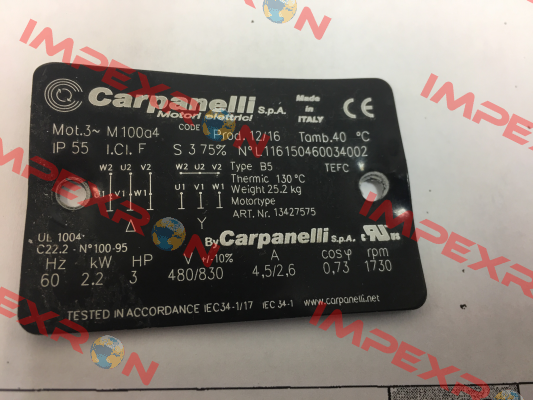 Carpanelli S.p.A. Made in ITALY CE
Motori elettrici
Mot.3~ M100a4 CODE Prod. 12/16 Tamb.40 °C
IP 55 I.Cl. F S 3 75% N°L116150460034002
W2 U2 V2 W2 U2 V2 Type B5 TEFC
Thermic 130°C
U1 V1 W1 U1 V1 W1 Weight 25.2 kg
Motortype
Δ Y ART. Nr. 13427575
UL 1004
C22.2 N°100-95 By Carpanelli S.p.A. c RU us
Hz kW HP V +/-10% A cosφ rpm
60 2.2 3 480/830 4,5/2,6 0,73 1730
TESTED IN ACCORDANCE IEC34-1/17 IEC 34-1 www.carpanelli.net
IMPEXRON
IMPEXRON
IMPEXRON
IMPEXRON
IMPEXRON